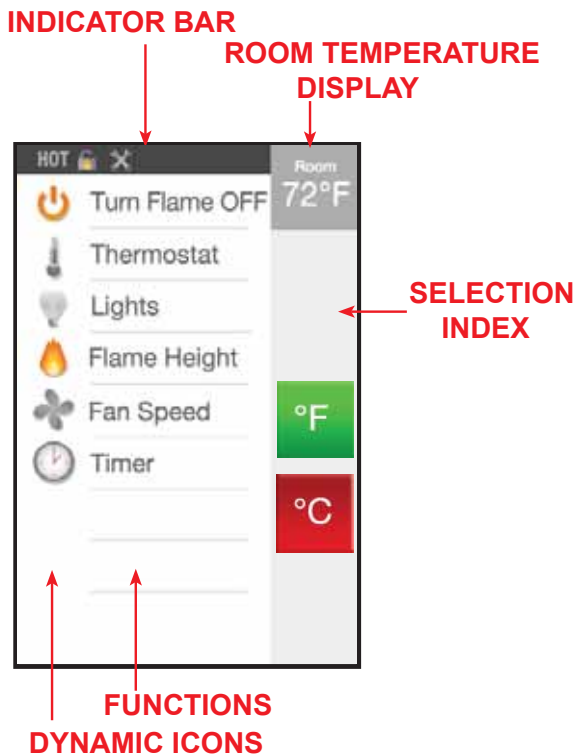 INDICATOR BAR
ROOM TEMPERATURE
DISPLAY
HOT
Room
72°F
Turn Flame OFF
Thermostat
Lights
Flame Height
Fan Speed
Timer
SELECTION
INDEX
°F
°C
FUNCTIONS
DYNAMIC ICONS